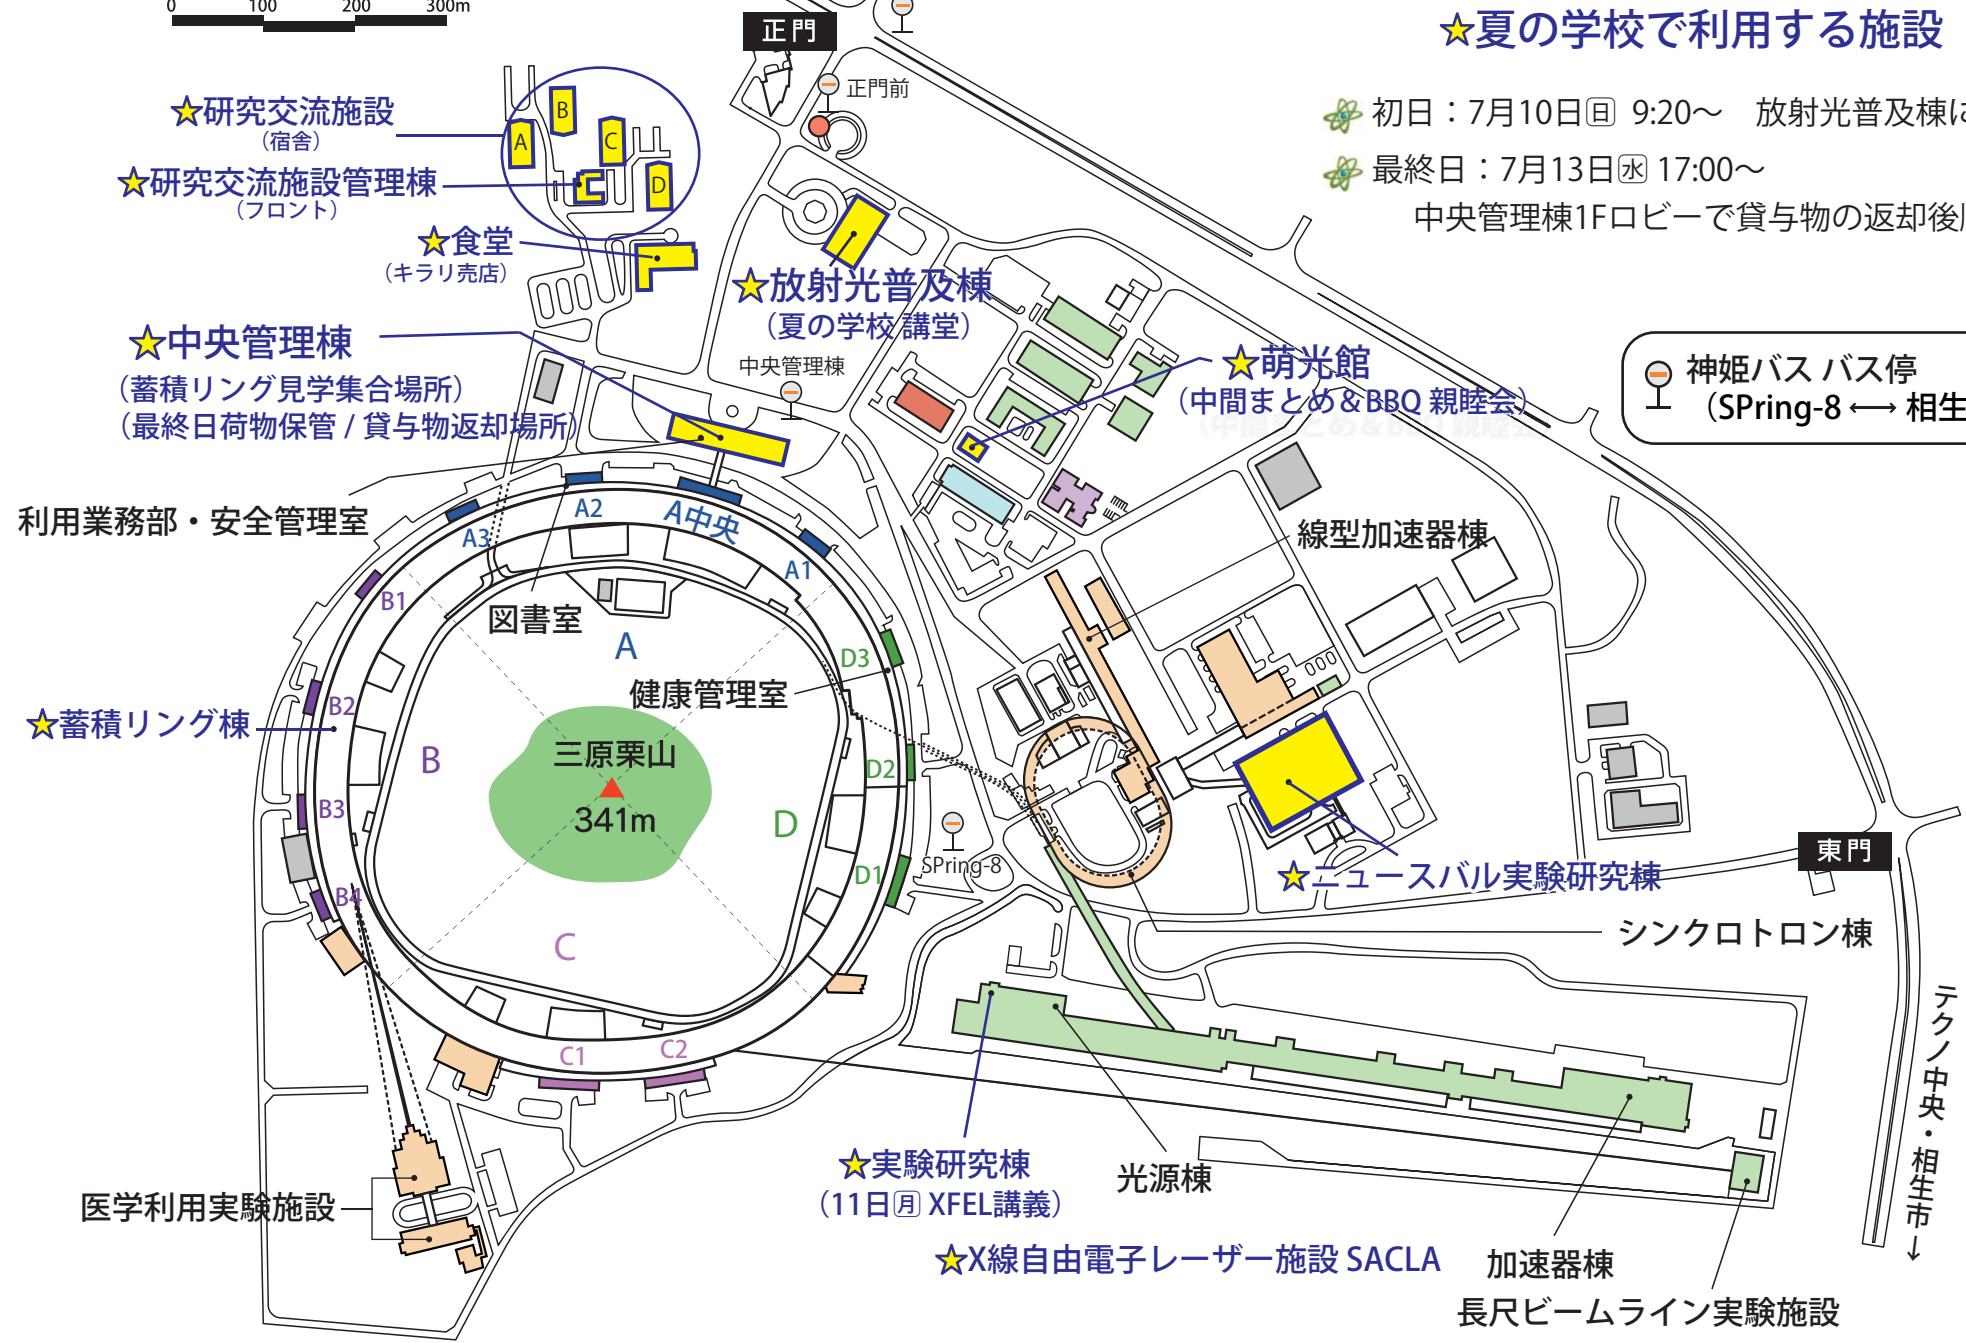 0 100 200 300m
正門
☆夏の学校で利用する施設
正門前
初日：7月10日㊐ 9:20～　放射光普及棟に
最終日：7月13日㊌ 17:00～
中央管理棟1Fロビーで貸与物の返却後
☆研究交流施設
（宿舎）
A
B
C
D
☆研究交流施設管理棟
（フロント）
☆食堂
（キラリ売店）
☆放射光普及棟
（夏の学校 講堂）
☆中央管理棟
（蓄積リング見学集合場所）
（最終日荷物保管 / 貸与物返却場所）
中央管理棟
☆萌光館
（中間まとめ＆BBQ 親睦会）
神姫バス バス停
（SPring-8 ⟷ 相生
利用業務部・安全管理室
A3
A2
A中央
A1
線型加速器棟
B1
図書室
A
D3
健康管理室
B2
☆蓄積リング棟
B
三原栗山
341m
D2
D
B3
SPring-8
D1
B4
東門
☆ニュースバル実験研究棟
C
シンクロトロン棟
C1
C2
テクノ中央・相生市→
☆実験研究棟
（11日㊊ XFEL講義）
光源棟
医学利用実験施設
☆X線自由電子レーザー施設 SACLA
加速器棟
長尺ビームライン実験施設